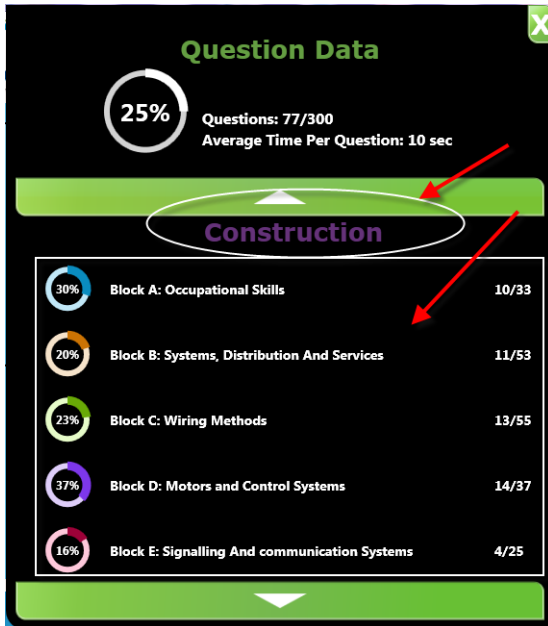 X
Question Data
25%
Questions: 77/300
Average Time Per Question: 10 sec
Construction
30% Block A: Occupational Skills 10/33
20% Block B: Systems, Distribution And Services 11/53
23% Block C: Wiring Methods 13/55
37% Block D: Motors and Control Systems 14/37
16% Block E: Signalling And communication Systems 4/25